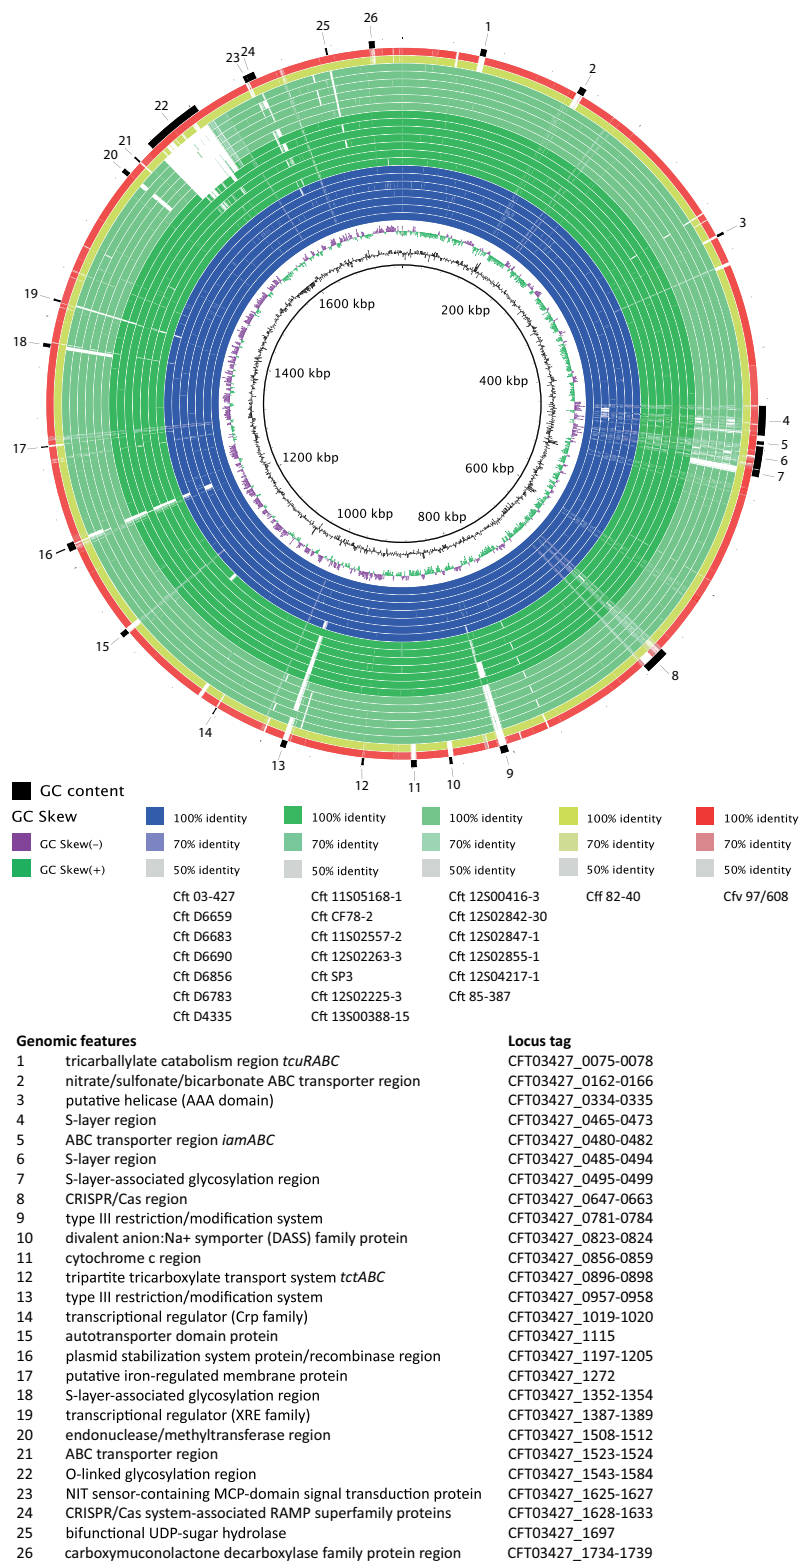 26
25
1
24
23
2
22
21
20
3
1600 kbp
200 kbp
19
18
1400 kbp
400 kbp
4
17
5
6
7
1200 kbp
600 kbp
1000 kbp
800 kbp
16
15
8
14
13
12
11
10
9
GC content
GC Skew
GC Skew(-)
GC Skew(+)
100% identity
70% identity
50% identity
100% identity
70% identity
50% identity
100% identity
70% identity
50% identity
100% identity
70% identity
50% identity
100% identity
70% identity
50% identity
Cft 03-427
Cft D6659
Cft D6683
Cft D6690
Cft D6856
Cft D6783
Cft D4335
Cft 11S05168-1
Cft CF78-2
Cft 11S02557-2
Cft 12S02263-3
Cft SP3
Cft 12S02225-3
Cft 13S00388-15
Cft 12S00416-3
Cft 12S02842-30
Cft 12S02847-1
Cft 12S02855-1
Cft 12S04217-1
Cft 85-387
Cff 82-40
Cfv 97/608
Genomic features Locus tag
1 tricarballylate catabolism region tcuRABC CFT03427_0075-0078
2 nitrate/sulfonate/bicarbonate ABC transporter region CFT03427_0162-0166
3 putative helicase (AAA domain) CFT03427_0334-0335
4 S-layer region CFT03427_0465-0473
5 ABC transporter region iamABC CFT03427_0480-0482
6 S-layer region CFT03427_0485-0494
7 S-layer-associated glycosylation region CFT03427_0495-0499
8 CRISPR/Cas region CFT03427_0647-0663
9 type III restriction/modification system CFT03427_0781-0784
10 divalent anion:Na+ symporter (DASS) family protein CFT03427_0823-0824
11 cytochrome c region CFT03427_0856-0859
12 tripartite tricarboxylate transport system tctABC CFT03427_0896-0898
13 type III restriction/modification system CFT03427_0957-0958
14 transcriptional regulator (Crp family) CFT03427_1019-1020
15 autotransporter domain protein CFT03427_1115
16 plasmid stabilization system protein/recombinase region CFT03427_1197-1205
17 putative iron-regulated membrane protein CFT03427_1272
18 S-layer-associated glycosylation region CFT03427_1352-1354
19 transcriptional regulator (XRE family) CFT03427_1387-1389
20 endonuclease/methyltransferase region CFT03427_1508-1512
21 ABC transporter region CFT03427_1523-1524
22 O-linked glycosylation region CFT03427_1543-1584
23 NIT sensor-containing MCP-domain signal transduction protein CFT03427_1625-1627
24 CRISPR/Cas system-associated RAMP superfamily proteins CFT03427_1628-1633
25 bifunctional UDP-sugar hydrolase CFT03427_1697
26 carboxymuconolactone decarboxylase family protein region CFT03427_1734-1739